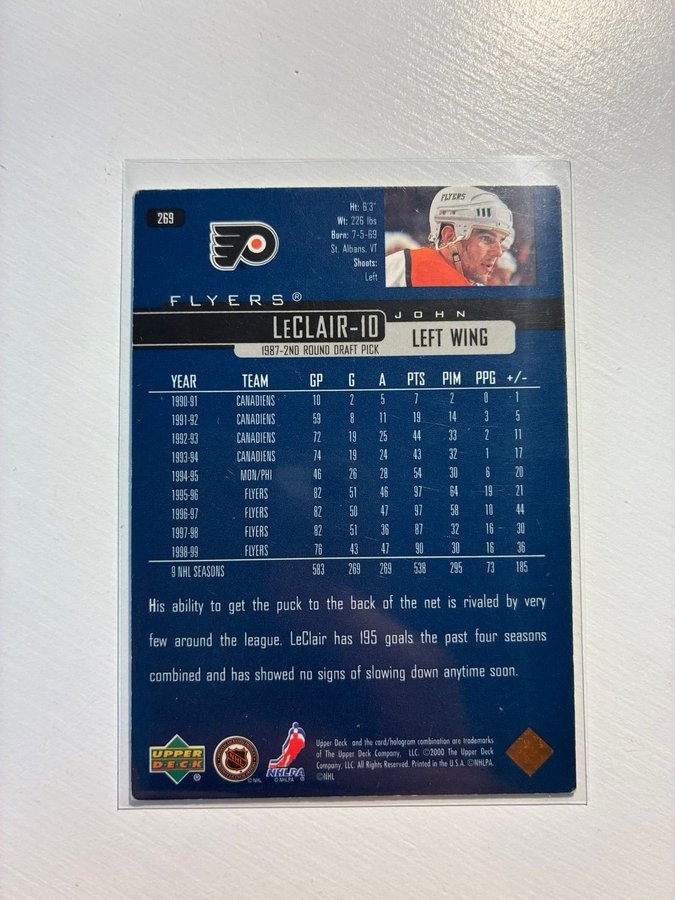 269
Ht: 6'3"
Wt: 226 lbs
Born: 7-5-69
St. Albans, VT
Shoots:
Left
FLYERS
FLYERS®
JOHN
LeCLAIR-10
LEFT WING
1987-2ND ROUND DRAFT PICK
YEAR TEAM GP G A PTS PIM PPG +/-
1990-91 CANADIENS 10 2 5 7 2 0 1
1991-92 CANADIENS 59 8 11 19 14 3 5
1992-93 CANADIENS 72 19 25 44 33 2 11
1993-94 CANADIENS 74 19 24 43 32 1 17
1994-95 MON/PHI 46 26 28 54 30 6 20
1995-96 FLYERS 82 51 46 97 64 19 21
1996-97 FLYERS 82 50 47 97 58 10 44
1997-98 FLYERS 82 51 36 87 32 16 30
1998-99 FLYERS 76 43 47 90 30 16 36
9 NHL SEASONS 583 269 269 538 295 73 185
His ability to get the puck to the back of the net is rivaled by very
few around the league. LeClair has 195 goals the past four seasons
combined and has showed no signs of slowing down anytime soon.
UPPER
DECK®
NHL
© NHL
NHLPA
© NHLPA
Upper Deck and the card/hologram combination are trademarks
of The Upper Deck Company, LLC. ©2000 The Upper Deck
Company, LLC. All Rights Reserved. Printed in the U.S.A. ©NHLPA.
©NHL